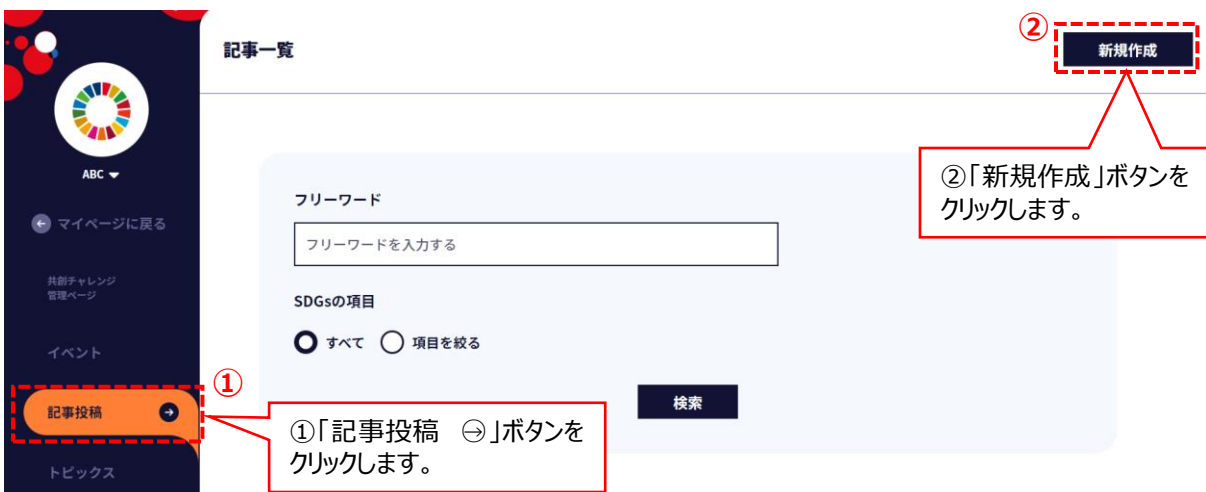 ②
記事一覧
新規作成
ABC
②「新規作成」ボタンを
クリックします。
マイページに戻る
フリーワード
フリーワードを入力する
共創チャレンジ
管理ページ
SDGsの項目
すべて
項目を絞る
イベント
①
記事投稿
検索
①「記事投稿　→」ボタンを
クリックします。
トピックス